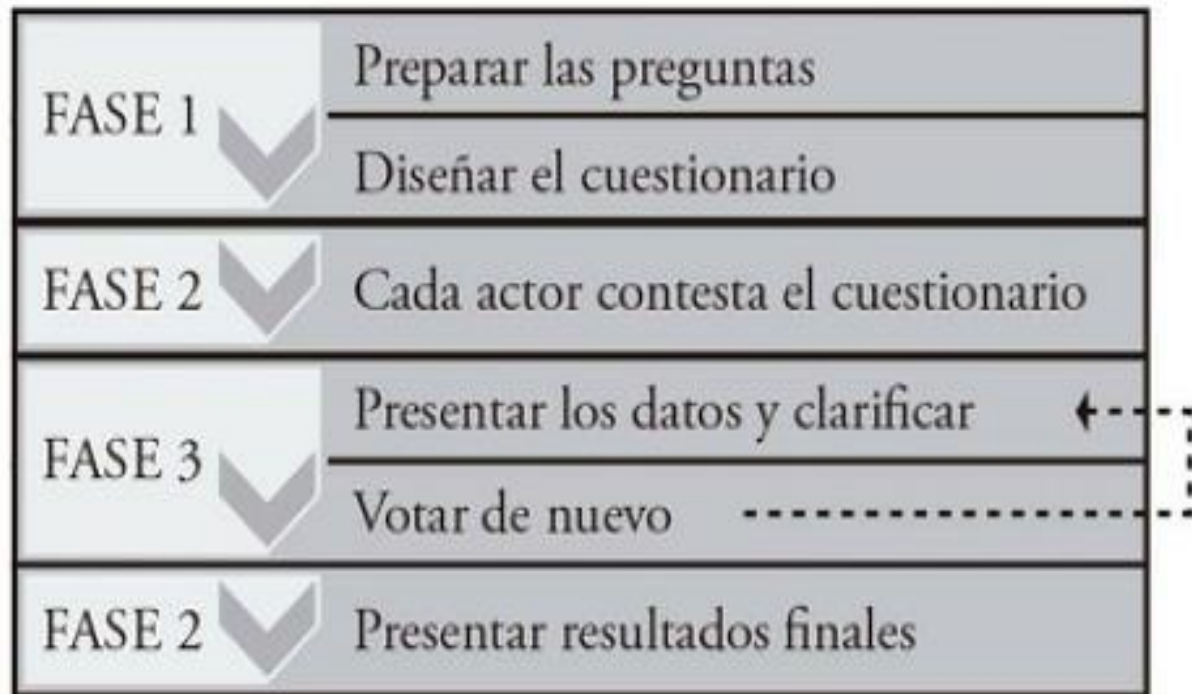 FASE 1
Preparar las preguntas
Diseñar el cuestionario
FASE 2
Cada actor contesta el cuestionario
FASE 3
Presentar los datos y clarificar
Votar de nuevo
FASE 2
Presentar resultados finales